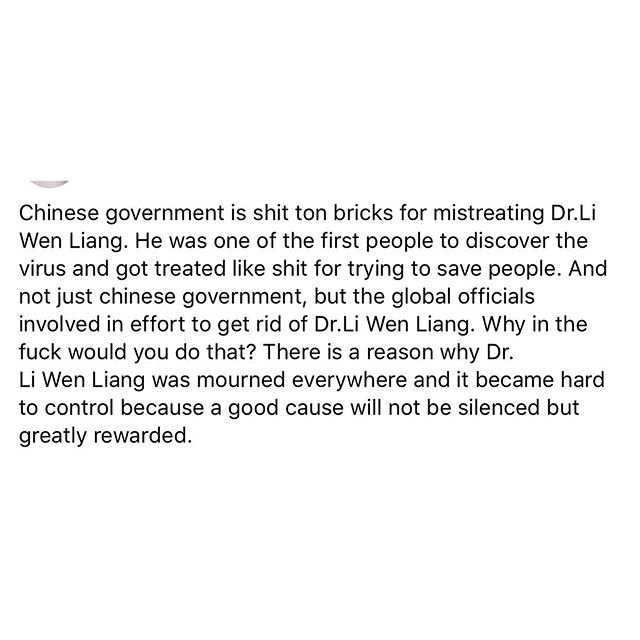 Chinese government is shit ton bricks for mistreating Dr.Li
Wen Liang. He was one of the first people to discover the
virus and got treated like shit for trying to save people. And
not just chinese government, but the global officials
involved in effort to get rid of Dr.Li Wen Liang. Why in the
fuck would you do that? There is a reason why Dr.
Li Wen Liang was mourned everywhere and it became hard
to control because a good cause will not be silenced but
greatly rewarded.